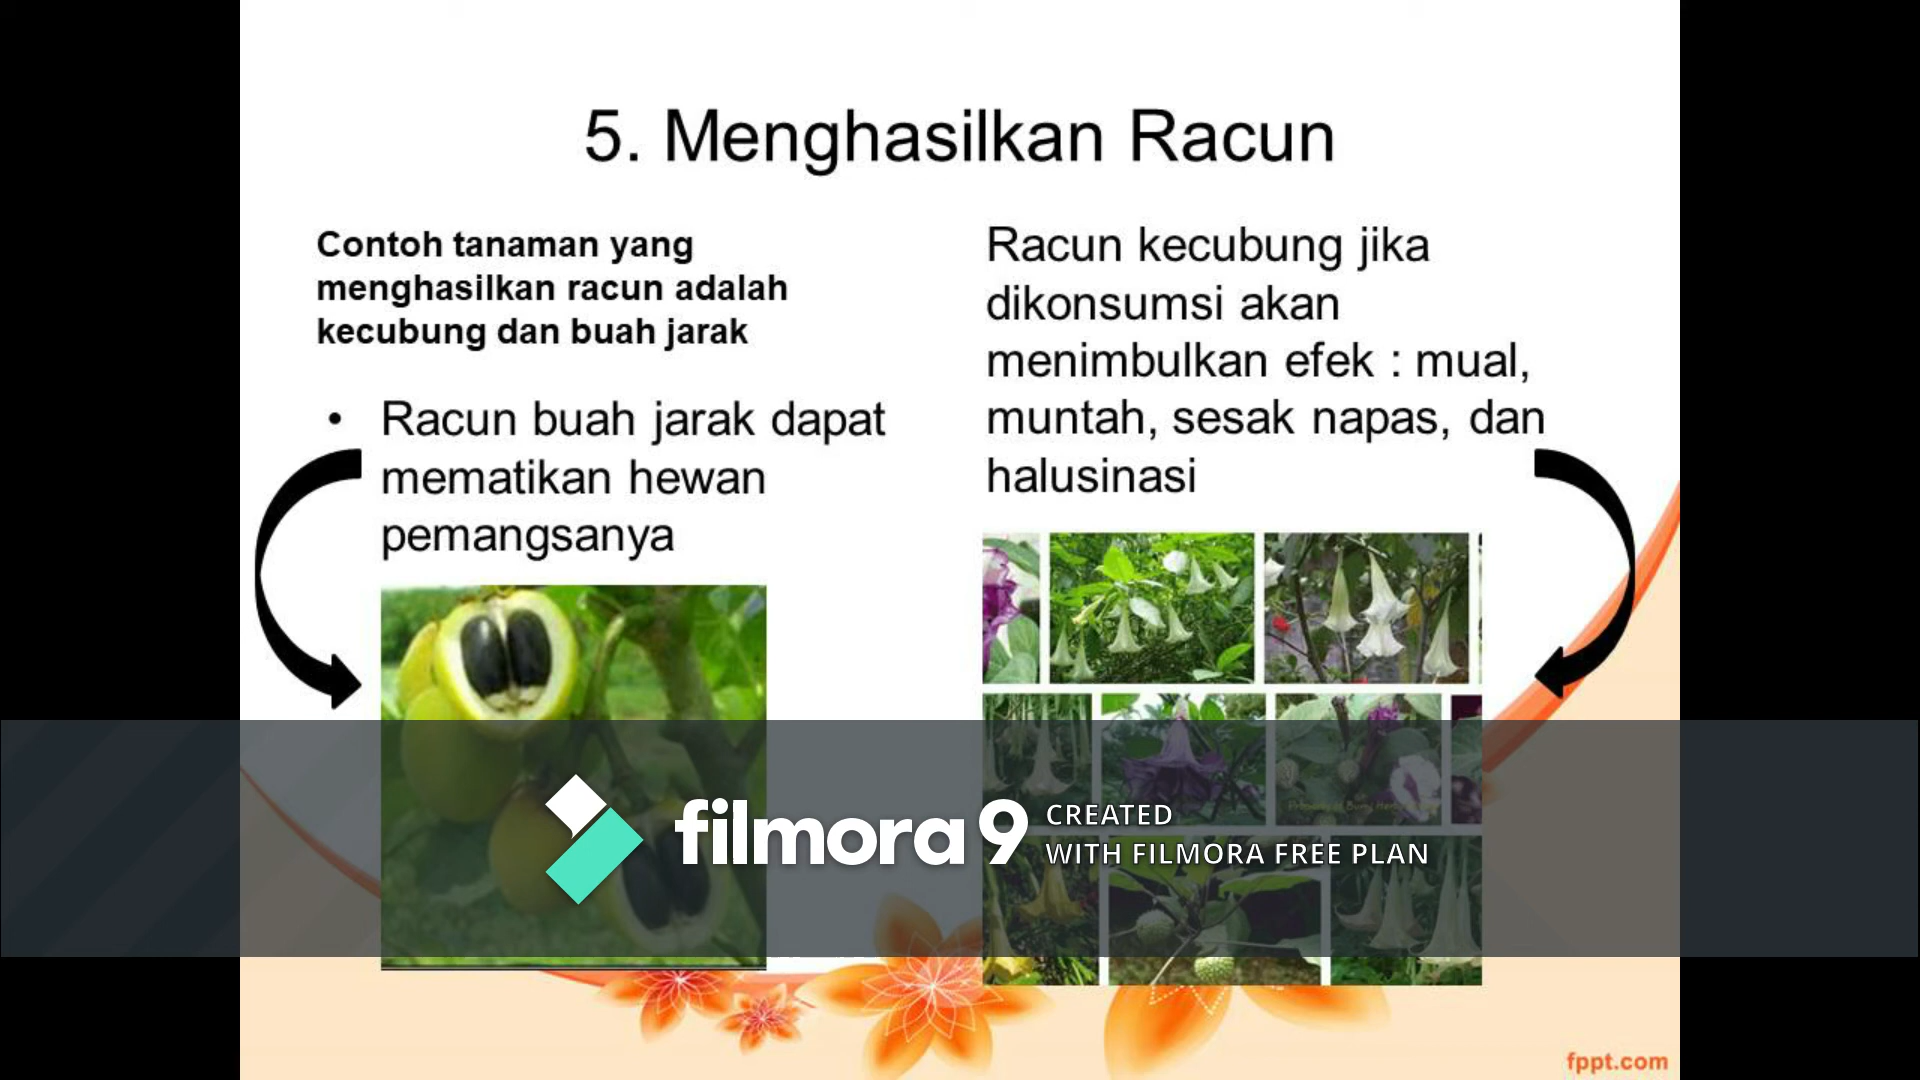 5. Menghasilkan Racun
Contoh tanaman yang
menghasilkan racun adalah
kecubung dan buah jarak
• Racun buah jarak dapat
mematikan hewan
pemangsanya
Racun kecubung jika
dikonsumsi akan
menimbulkan efek : mual,
muntah, sesak napas, dan
halusinasi
filmora9
CREATED
WITH FILMORA FREE PLAN
fppt.com